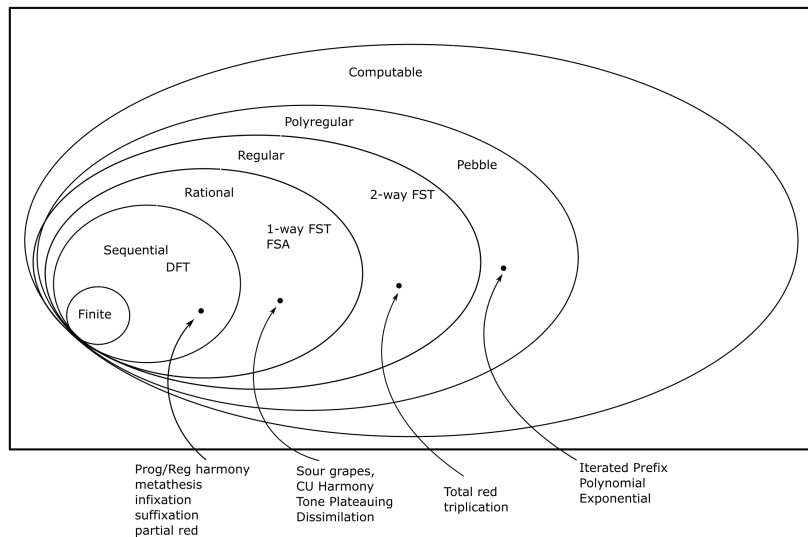 Computable
Polyregular
Regular
Pebble
Rational
2-way FST
1-way FST
FSA
Sequential
DFT
Finite
Prog/Reg harmony
metathesis
infixation
suffixation
partial red
Sour grapes,
CU Harmony
Tone Plateauing
Dissimilation
Total red
triplication
Iterated Prefix
Polynomial
Exponential